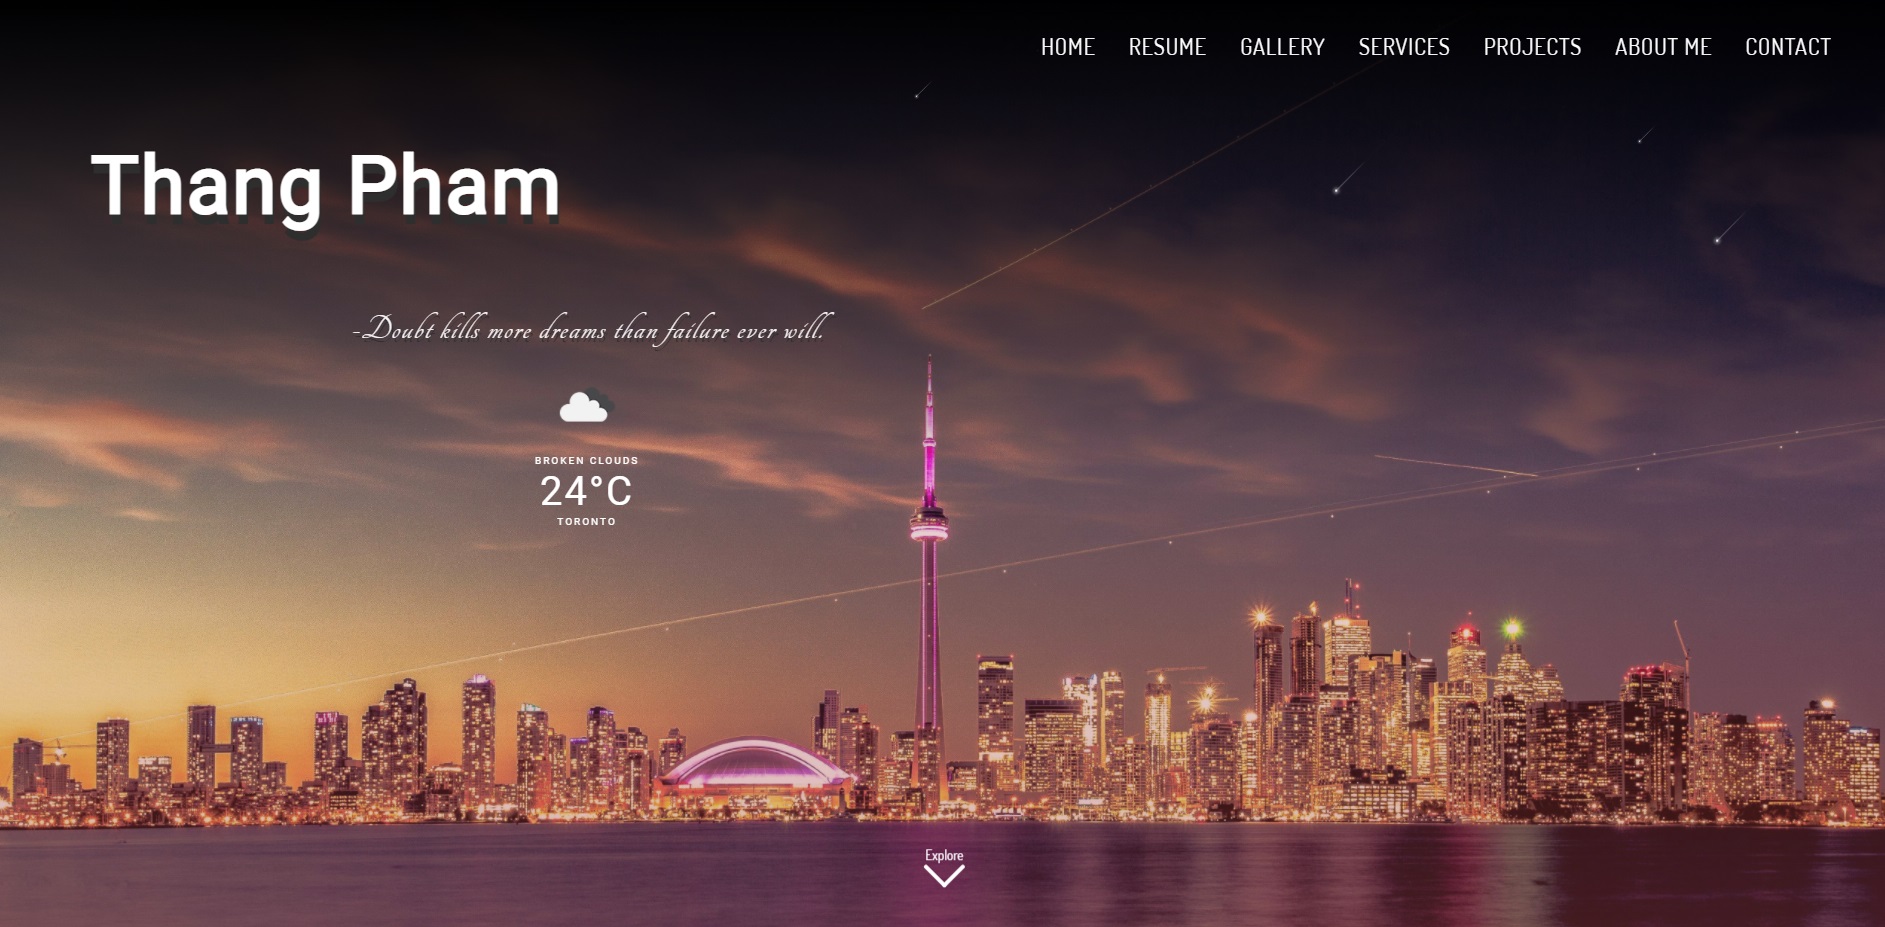 HOME RESUME GALLERY SERVICES PROJECTS ABOUT ME CONTACT
Thang Pham
-Doubt kills more dreams than failure ever will.
BROKEN CLOUDS
24°C
TORONTO
Explore